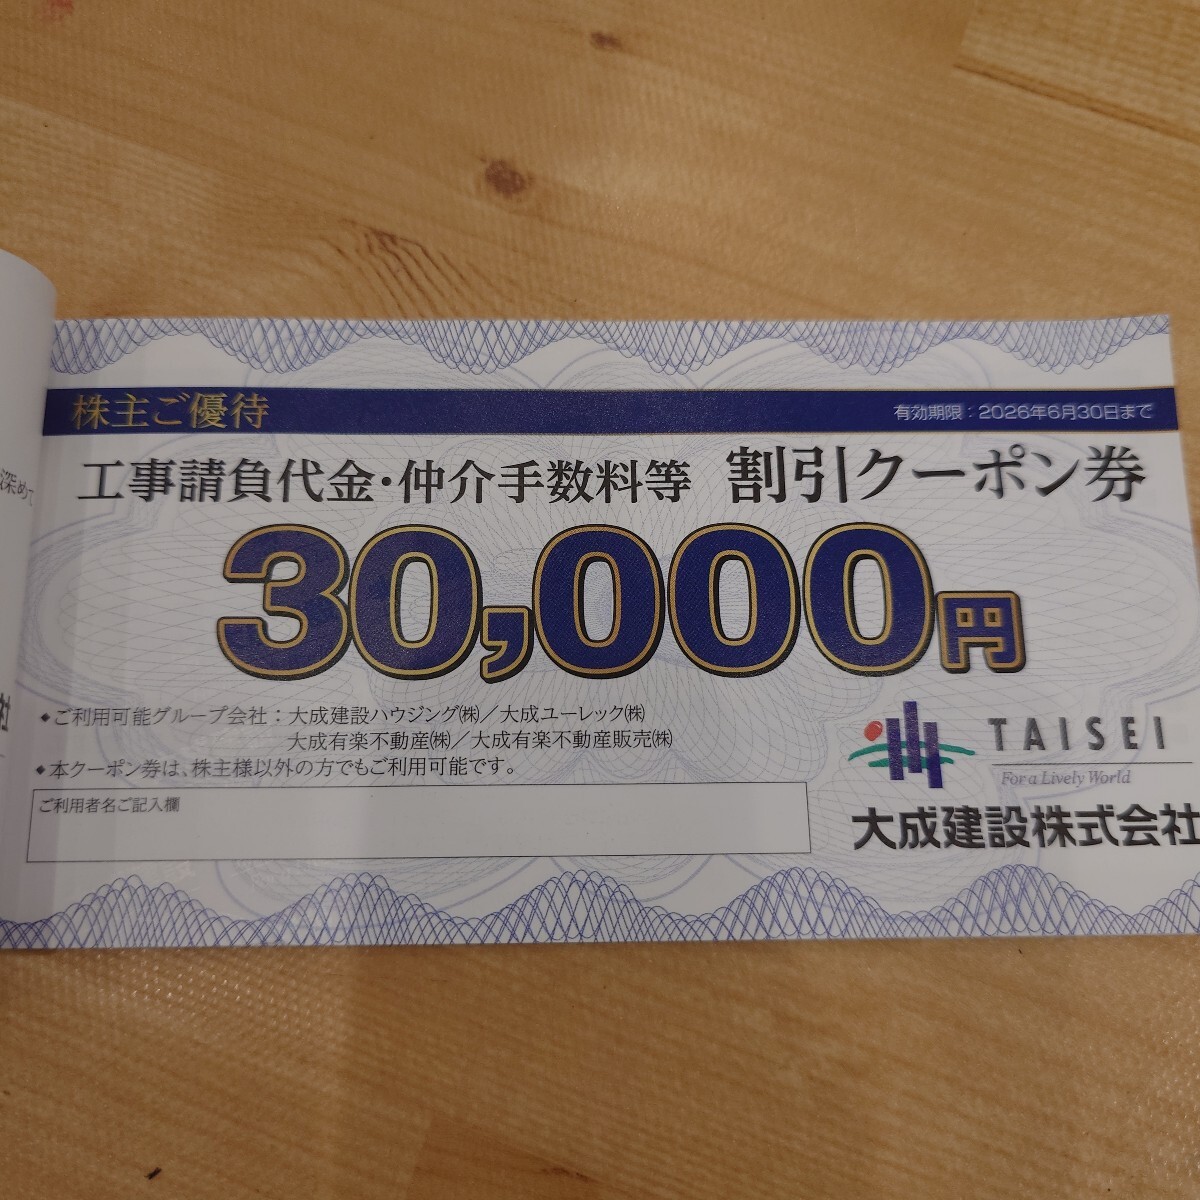 株主ご優待
有効期限：2026年6月30日まで
工事請負代金・仲介手数料等 割引クーポン券
30,000円
◆ご利用可能グループ会社：大成建設ハウジング㈱／大成ユーレック㈱
大成有楽不動産㈱／大成有楽不動産販売㈱
◆本クーポン券は、株主様以外の方でもご利用可能です。
ご利用者名ご記入欄
TAISEI
For a Lively World
大成建設株式会社
深めて
社